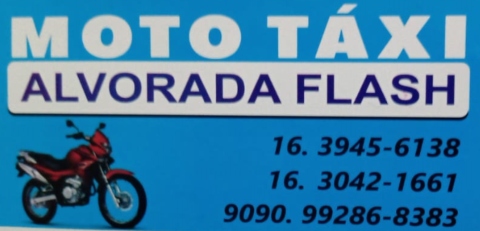 MOTO TÁXI
ALVORADA FLASH
16. 3945-6138
16. 3042-1661
9090. 99286-8383